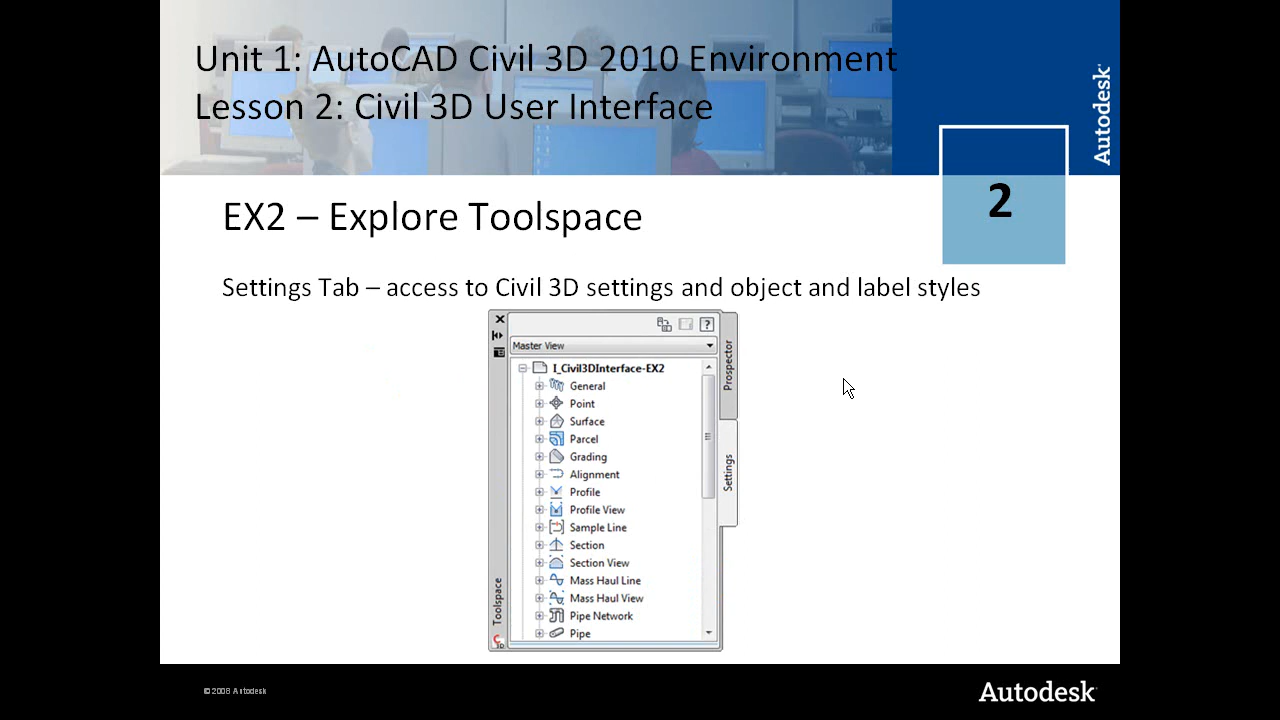 Unit 1: AutoCAD Civil 3D 2010 Environment
Lesson 2: Civil 3D User Interface
Autodesk
2
EX2 – Explore Toolspace
Settings Tab – access to Civil 3D settings and object and label styles
Master View
I_Civil3DInterface-EX2
General
Point
Surface
Parcel
Grading
Alignment
Profile
Profile View
Sample Line
Section
Section View
Mass Haul Line
Mass Haul View
Pipe Network
Pipe
Prospector
Settings
Toolspace
© 2008 Autodesk
Autodesk